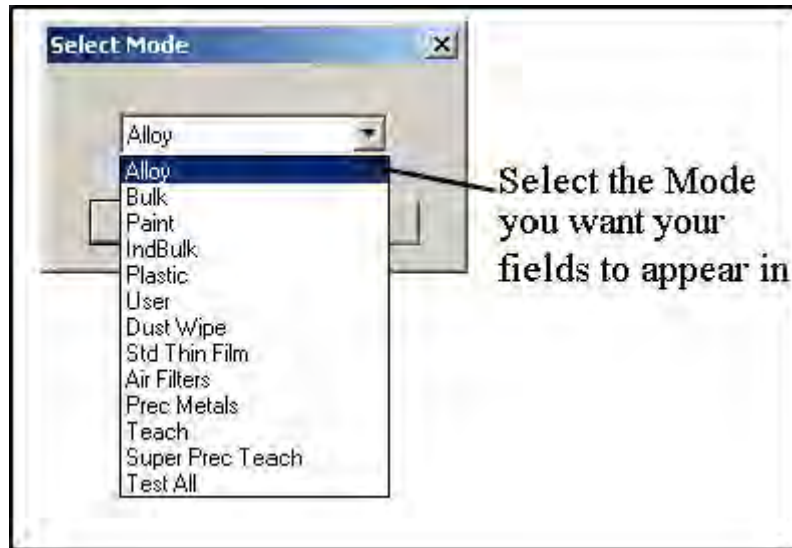 Select Mode
Alloy
Alloy
Bulk
Paint
IndBulk
Plastic
User
Dust Wipe
Std Thin Film
Air Filters
Prec Metals
Teach
Super Prec Teach
Test All
Select the Mode
you want your
fields to appear in